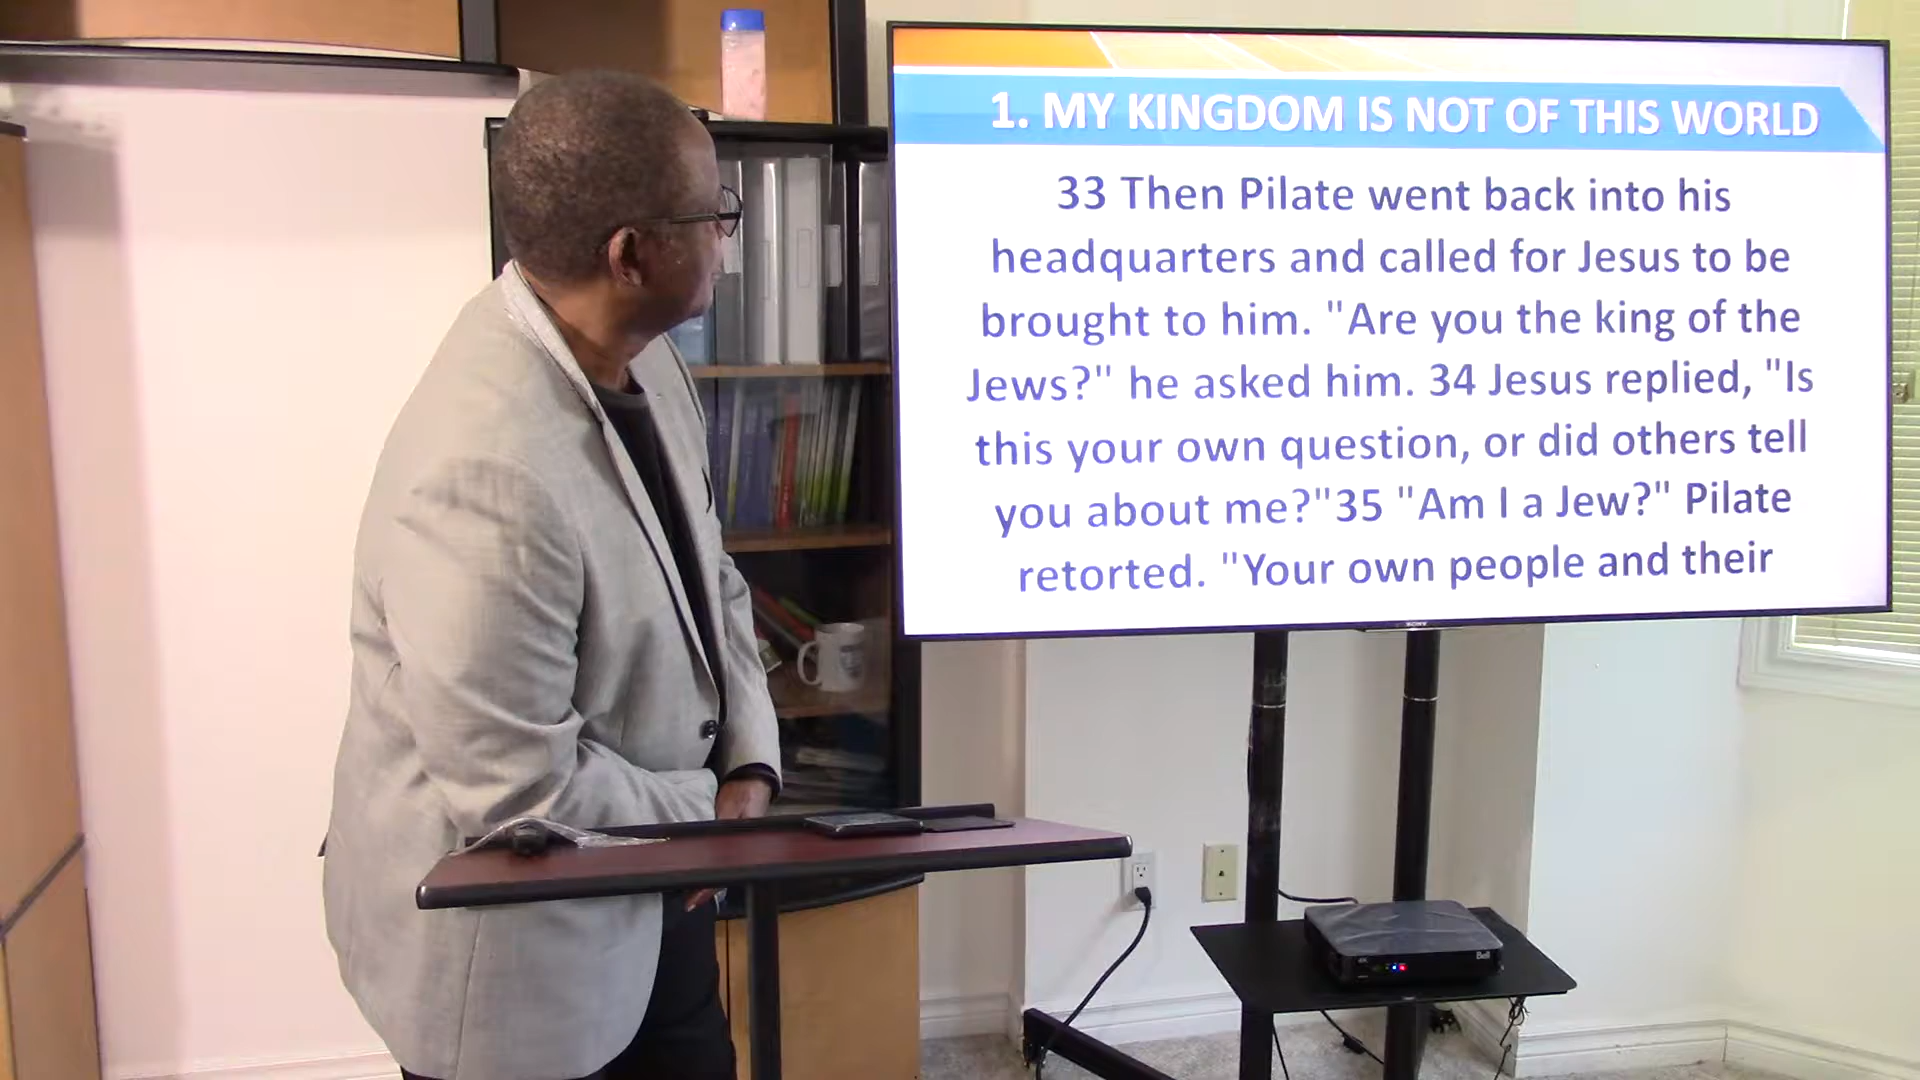 1. MY KINGDOM IS NOT OF THIS WORLD
33 Then Pilate went back into his
headquarters and called for Jesus to be
brought to him. "Are you the king of the
Jews?" he asked him. 34 Jesus replied, "Is
this your own question, or did others tell
you about me?"35 "Am I a Jew?" Pilate
retorted. "Your own people and their
SONY
4K
Bell